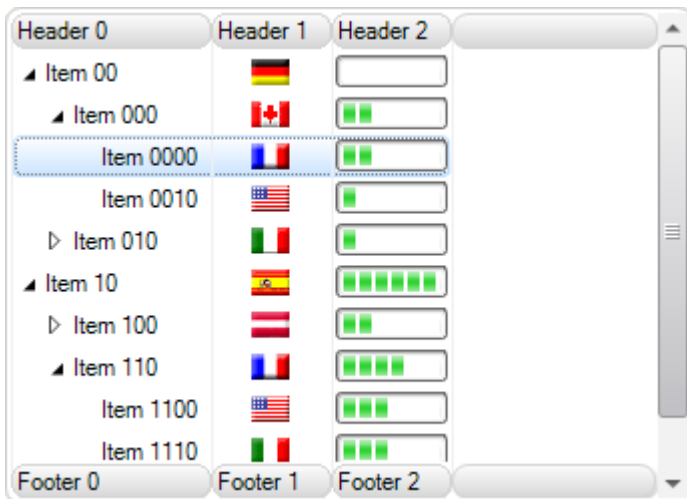 Header 0 Header 1 Header 2
Item 00
Item 000
Item 0000
Item 0010
Item 010
Item 10
Item 100
Item 110
Item 1100
Item 1110
Footer 0 Footer 1 Footer 2